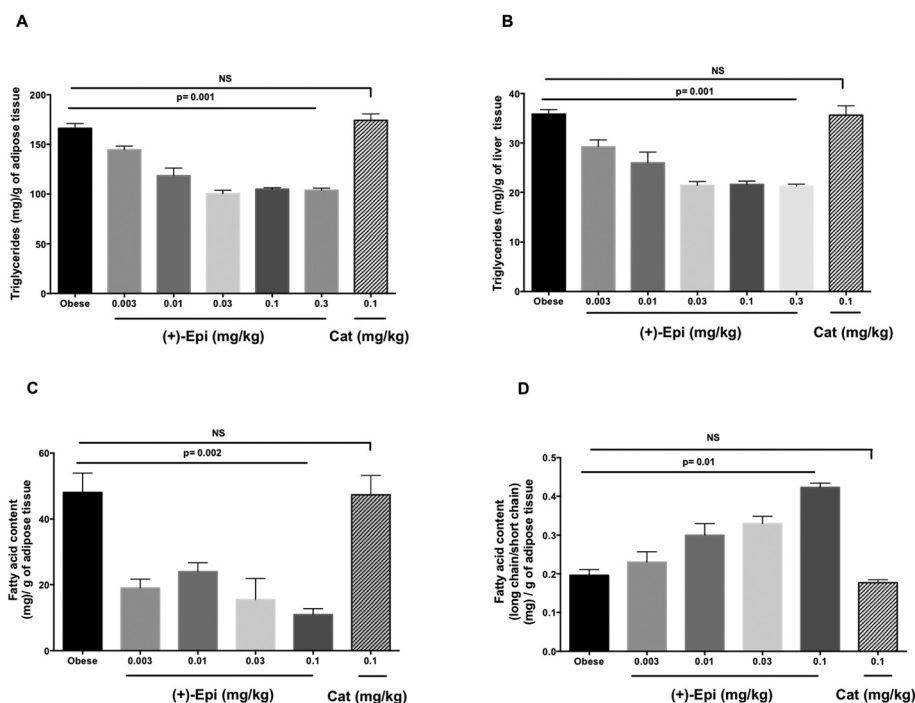 A
NS
p= 0.001
Triglycerides (mg)/g of adipose tissue
200
150
100
50
0
Obese
0.003
0.01
0.03
0.1
0.3
0.1
(+)-Epi (mg/kg)
Cat (mg/kg)
B
NS
p= 0.001
Triglycerides (mg)/g of liver tissue
40
30
20
10
0
Obese
0.003
0.01
0.03
0.1
0.3
0.1
(+)-Epi (mg/kg)
Cat (mg/kg)
C
NS
p= 0.002
Fatty acid content
(mg)/ g of adipose tissue
60
40
20
0
Obese
0.003
0.01
0.03
0.1
0.1
(+)-Epi (mg/kg)
Cat (mg/kg)
D
NS
p= 0.01
Fatty acid content
(long chain/short chain)
(mg) / g of adipose tissue
0.5
0.4
0.3
0.2
0.1
0.0
Obese
0.003
0.01
0.03
0.1
0.1
(+)-Epi (mg/kg)
Cat (mg/kg)